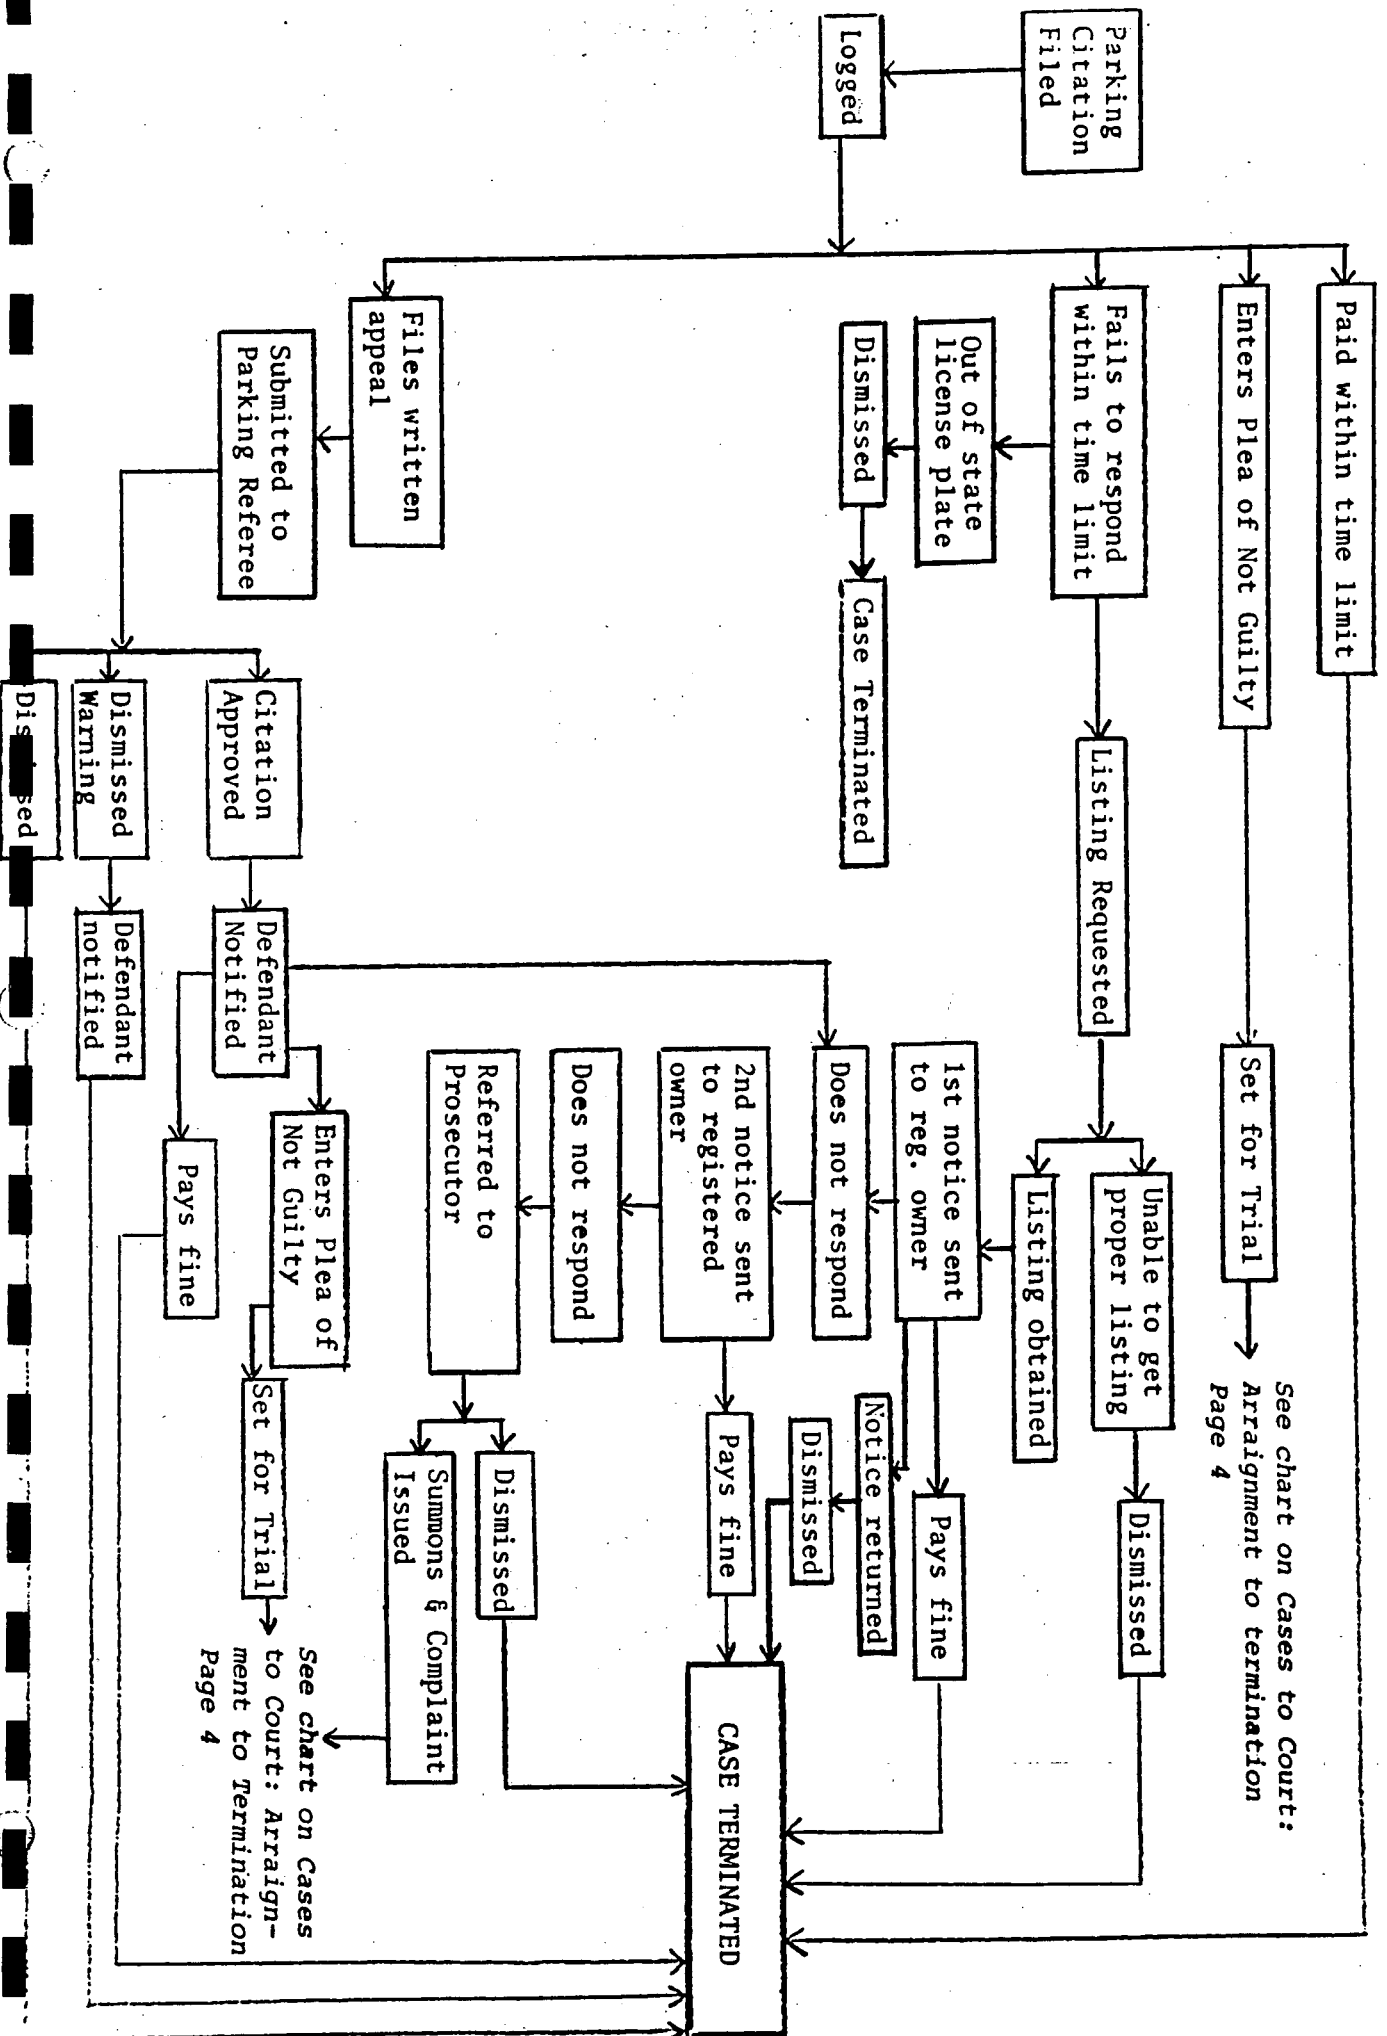 Parking
Citation
Filed
Logged
Paid within time limit
Enters Plea of Not Guilty
Set for Trial
See chart on Cases to Court:
Arraignment to termination
Page 4
Fails to respond
within time limit
Out of state
license plate
Dismissed
Case Terminated
Listing Requested
Unable to get
proper listing
Dismissed
Listing obtained
1st notice sent
to reg. owner
Pays fine
Notice returned
Dismissed
Does not respond
2nd notice sent
to registered
owner
Pays fine
Does not respond
Referred to
Prosecutor
Dismissed
Summons & Complaint
Issued
See chart on Cases
to Court: Arraign-
ment to Termination
Page 4
CASE TERMINATED
Files written
appeal
Submitted to
Parking Referee
Citation
Approved
Defendant
Notified
Enters Plea of
Not Guilty
Set for Trial
Pays fine
Dismissed
Warning
Defendant
notified